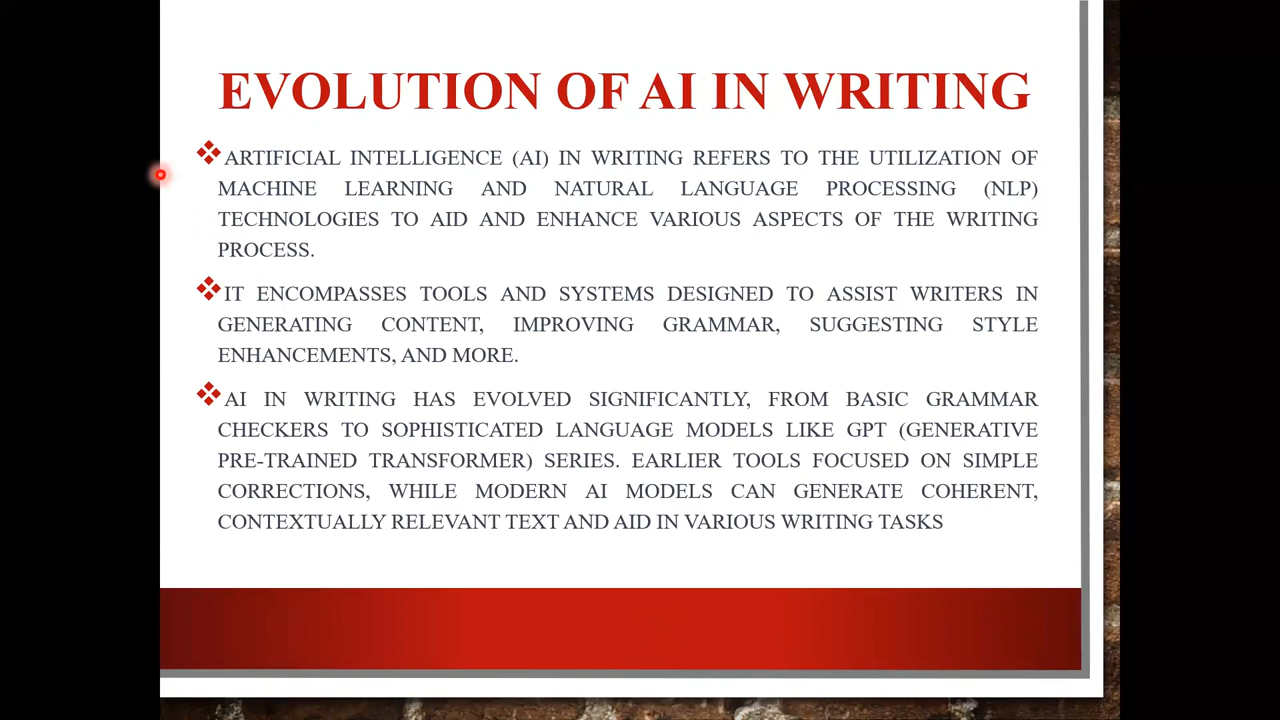 EVOLUTION OF AI IN WRITING
ARTIFICIAL INTELLIGENCE (AI) IN WRITING REFERS TO THE UTILIZATION OF
MACHINE LEARNING AND NATURAL LANGUAGE PROCESSING (NLP)
TECHNOLOGIES TO AID AND ENHANCE VARIOUS ASPECTS OF THE WRITING
PROCESS.
IT ENCOMPASSES TOOLS AND SYSTEMS DESIGNED TO ASSIST WRITERS IN
GENERATING CONTENT, IMPROVING GRAMMAR, SUGGESTING STYLE
ENHANCEMENTS, AND MORE.
AI IN WRITING HAS EVOLVED SIGNIFICANTLY, FROM BASIC GRAMMAR
CHECKERS TO SOPHISTICATED LANGUAGE MODELS LIKE GPT (GENERATIVE
PRE-TRAINED TRANSFORMER) SERIES. EARLIER TOOLS FOCUSED ON SIMPLE
CORRECTIONS, WHILE MODERN AI MODELS CAN GENERATE COHERENT,
CONTEXTUALLY RELEVANT TEXT AND AID IN VARIOUS WRITING TASKS